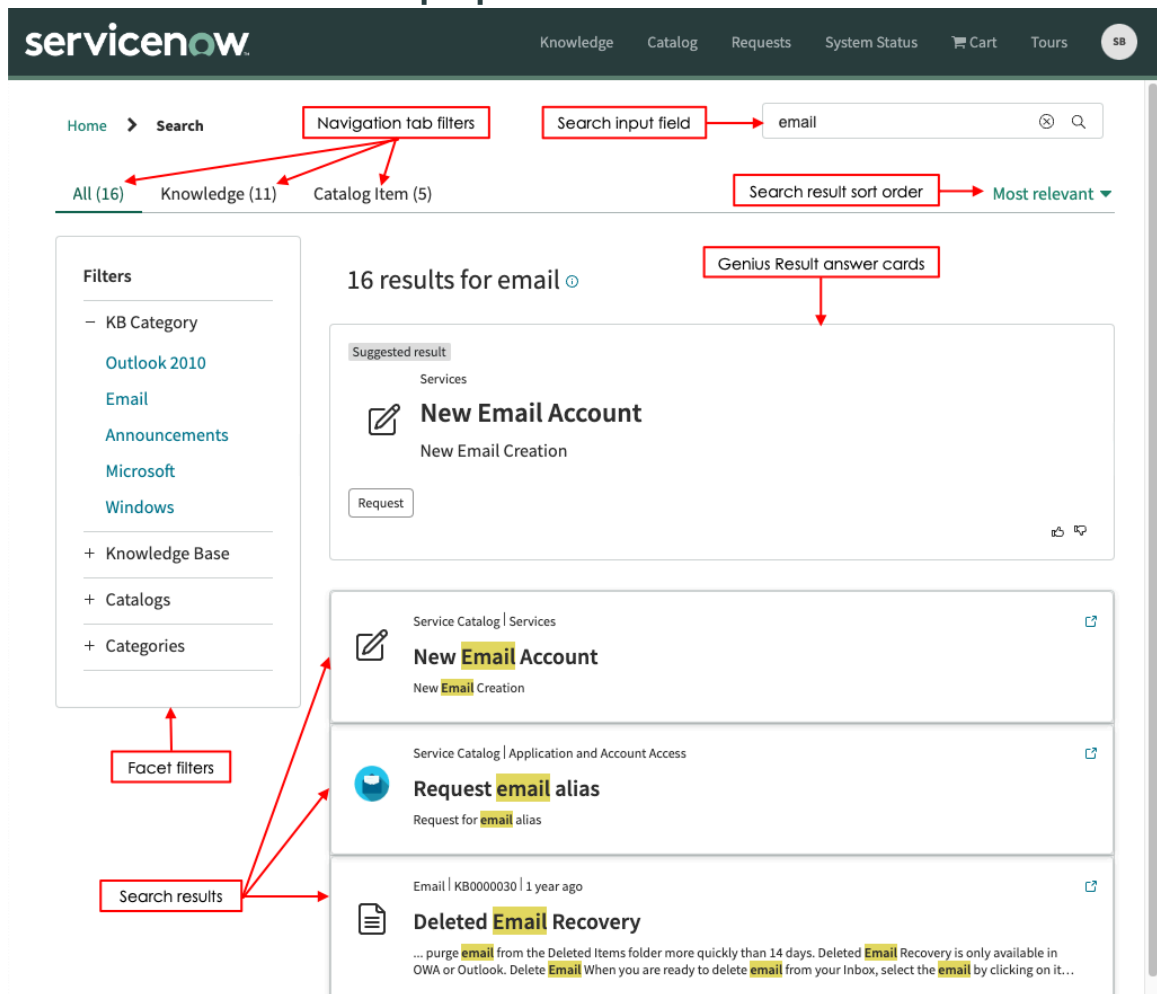 servicenow
Knowledge Catalog Requests System Status Cart Tours SB
Home Search
Navigation tab filters
Search input field
email
All (16) Knowledge (11) Catalog Item (5)
Search result sort order
Most relevant
Filters
KB Category
Outlook 2010
Email
Announcements
Microsoft
Windows
+ Knowledge Base
+ Catalogs
+ Categories
Facet filters
Search results
16 results for email
Genius Result answer cards
Suggested result
Services
New Email Account
New Email Creation
Request
Service Catalog | Services
New Email Account
New Email Creation
Service Catalog | Application and Account Access
Request email alias
Request for email alias
Email | KB0000030 | 1 year ago
Deleted Email Recovery
... purge email from the Deleted Items folder more quickly than 14 days. Deleted Email Recovery is only available in
OWA or Outlook. Delete Email When you are ready to delete email from your Inbox, select the email by clicking on it...